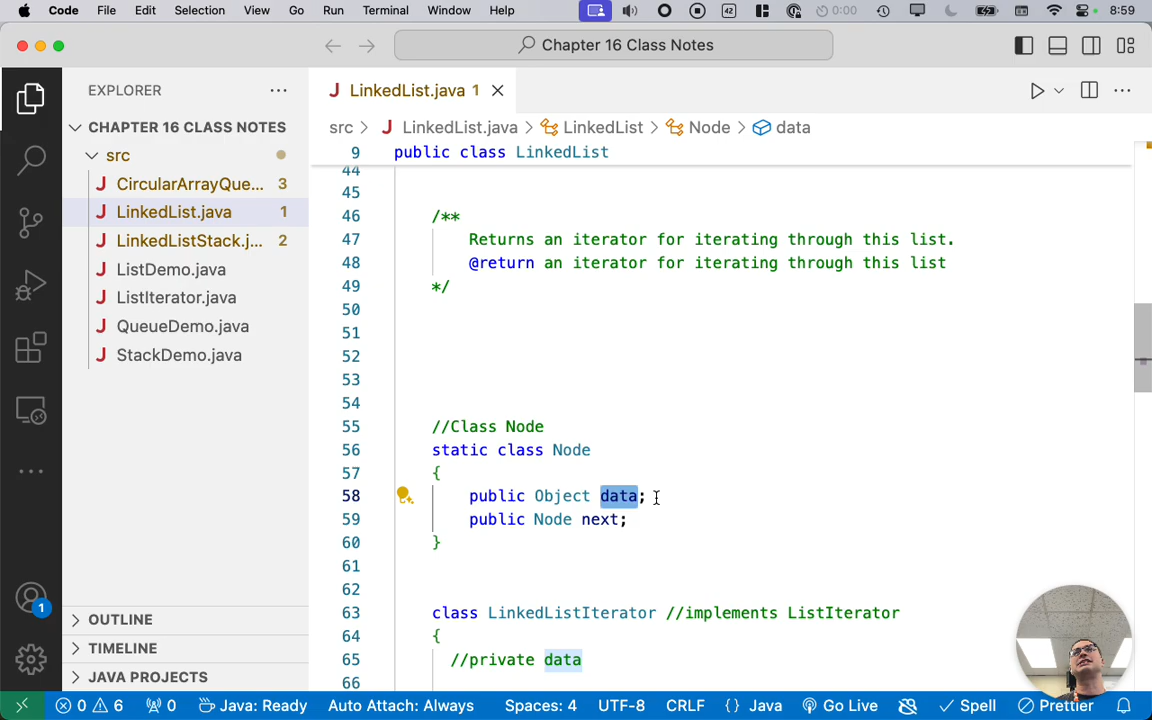 Code File Edit Selection View Go Run Terminal Window Help 42 0:00 8:59
Chapter 16 Class Notes
EXPLORER
LinkedList.java 1
CHAPTER 16 CLASS NOTES
src
CircularArrayQue... 3
LinkedList.java 1
LinkedListStack.j... 2
ListDemo.java
ListIterator.java
QueueDemo.java
StackDemo.java
OUTLINE
TIMELINE
JAVA PROJECTS
src > LinkedList.java > LinkedList > Node > data
9 public class LinkedList
44
45
46 /**
47 Returns an iterator for iterating through this list.
48 @return an iterator for iterating through this list
49 */
50
51
52
53
54
55 //Class Node
56 static class Node
57 {
58 public Object data;
59 public Node next;
60 }
61
62
63 class LinkedListIterator //implements ListIterator
64 {
65 //private data
66
1
0 6 0 Java: Ready Auto Attach: Always Spaces: 4 UTF-8 CRLF {} Java Go Live Spell Prettier